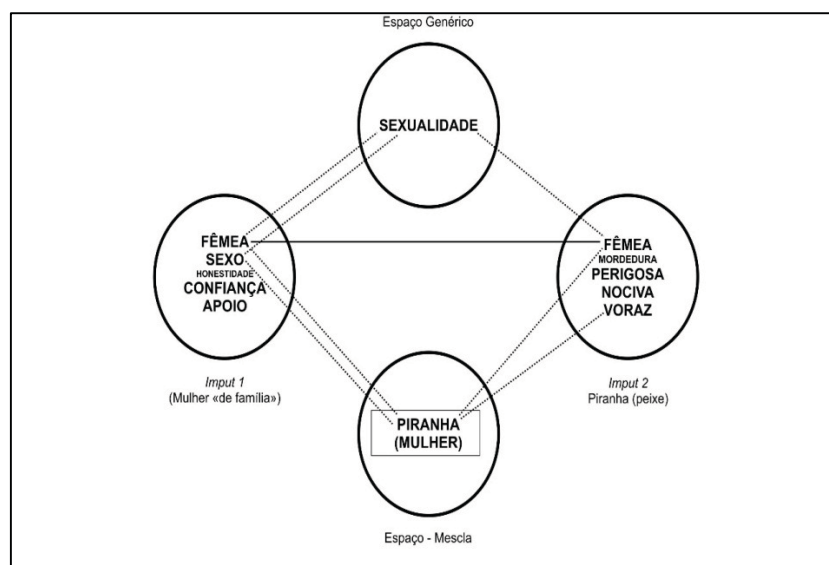 Espaço Genérico
SEXUALIDADE
FÊMEA
SEXO
HONESTIDADE
CONFIANÇA
APOIO
FÊMEA
MORDEDURA
PERIGOSA
NOCIVA
VORAZ
Imput 1
(Mulher «de família»)
Imput 2
Piranha (peixe)
PIRANHA
(MULHER)
Espaço - Mescla